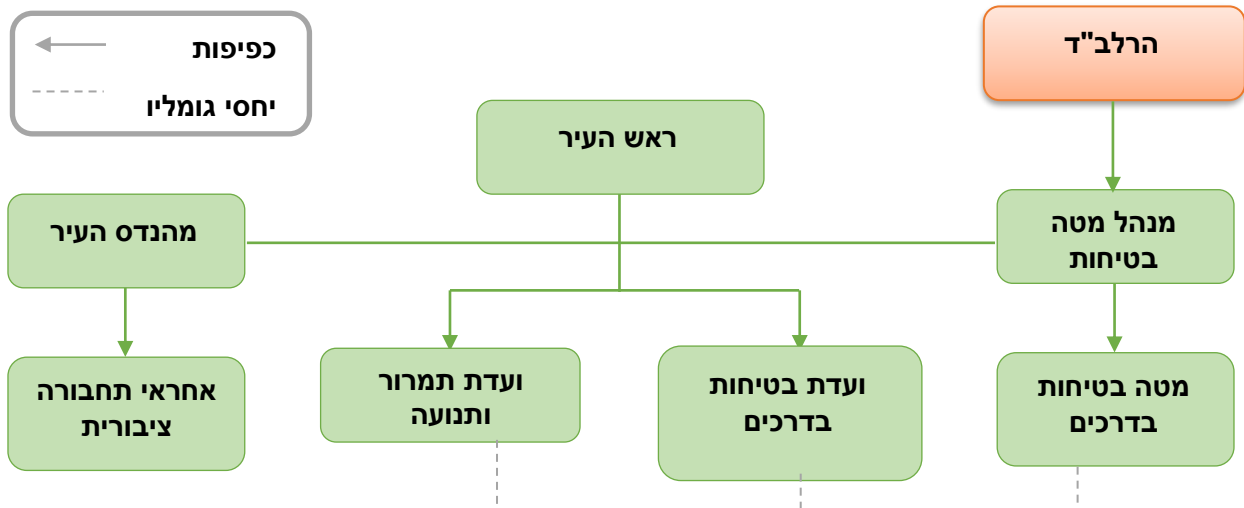 כפיפות
יחסי גומליו
הרלב"ד
ראש העיר
מנהל מטה
בטיחות
מהנדס העיר
מטה בטיחות
בדרכים
ועדת בטיחות
בדרכים
ועדת תמרור
ותנועה
אחראי תחבורה
ציבורית